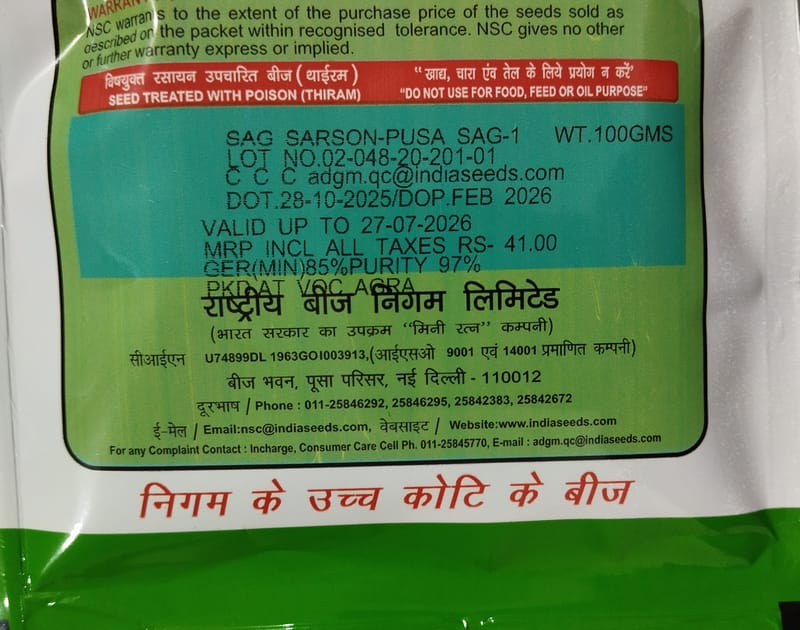 WARRAN
NSC warrants to the extent of the purchase price of the seeds sold as
described on the packet within recognised tolerance. NSC gives no other
or further warranty express or implied.
विषयुक्त रसायन उपचारित बीज (थाईरम) “खाद्य, चारा एंव तेल के लिये प्रयोग न करें’
SEED TREATED WITH POISON (THIRAM) “DO NOT USE FOR FOOD, FEED OR OIL PURPOSE”
SAG SARSON-PUSA SAG-1 WT.100GMS
LOT NO.02-048-20-201-01
C C C adgm.qc@indiaseeds.com
DOT.28-10-2025/DOP.FEB 2026
VALID UP TO 27-07-2026
MRP INCL ALL TAXES RS- 41.00
GER(MIN)85%PURITY 97%
PKD AT VOC AGRA
राष्ट्रीय बीज निगम लिमिटेड
(भारत सरकार का उपक्रम “मिनी रत्न” कम्पनी)
सीआईएन U74899DL 1963GOI003913,(आईएसओ 9001 एवं 14001 प्रमाणित कम्पनी)
बीज भवन, पूसा परिसर, नई दिल्ली - 110012
दूरभाष / Phone : 011-25846292, 25846295, 25842383, 25842672
ई-मेल / Email:nsc@indiaseeds.com, वेबसाइट / Website:www.indiaseeds.com
For any Complaint Contact : Incharge, Consumer Care Cell Ph. 011-25845770, E-mail : adgm.qc@indiaseeds.com
निगम के उच्च कोटि के बीज